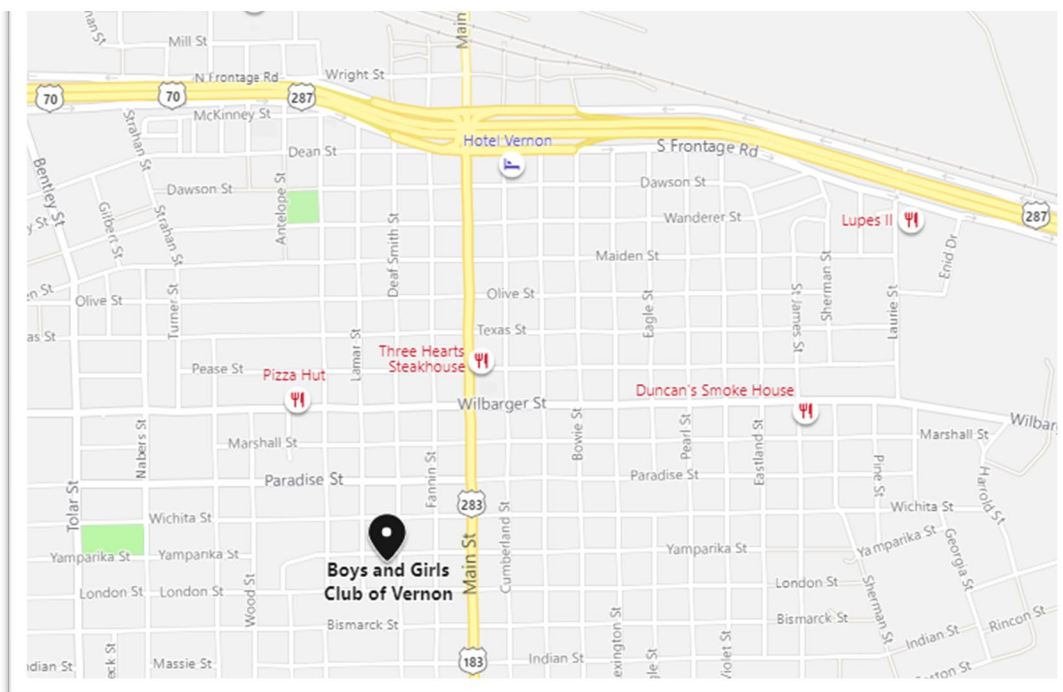 Main
Mill St
N Frontage Rd
Wright St
70
70
287
McKinney St
Strahan St
Hotel Vernon
S Frontage Rd
Dean St
Bentley St
Dawson St
Dawson St
Antelope St
Gilbert St
Strahan St
Wanderer St
Lupes II
287
Deaf Smith St
Maiden St
Enid Dr
Sherman St
Olive St
Olive St
Turner St
Eagle St
St James St
Laurie St
Texas St
Lamar St
Three Hearts
Steakhouse
Pease St
Pizza Hut
Duncan's Smoke House
Wilbarger St
Bowie St
Pearl St
Marshall St
Marshall St
Nabers St
Eastland St
Fannin St
Paradise St
Paradise St
Pine St
Harold St
Tolar St
283
Wichita St
Wichita St
Cumberland St
Yamparika St
Yamparika St
Yamparika St
Yamparika St
Georgia St
Main St
Boys and Girls
Club of Vernon
London St
London St
London St
Wood St
Sherman St
Bismarck St
Bismarck St
Rincon St
Indian St
Indian St
Massie St
183